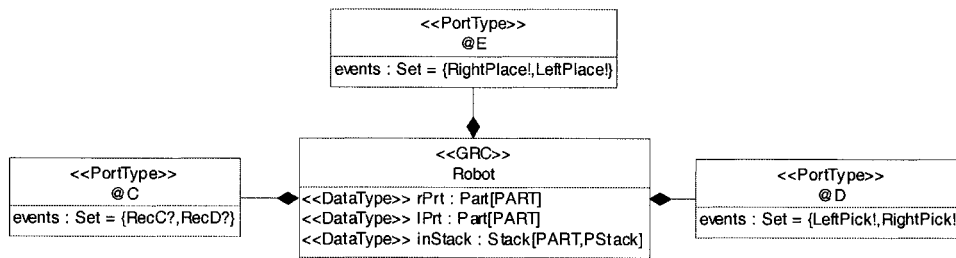 <<PortType>>
@E
events : Set = {RightPlace!,LeftPlace!}
<<GRC>>
Robot
<<DataType>> rPrt : Part[PART]
<<DataType>> lPrt : Part[PART]
<<DataType>> inStack : Stack[PART,PStack]
<<PortType>>
@C
events : Set = {RecC?,RecD?}
<<PortType>>
@D
events : Set = {LeftPick!,RightPick!